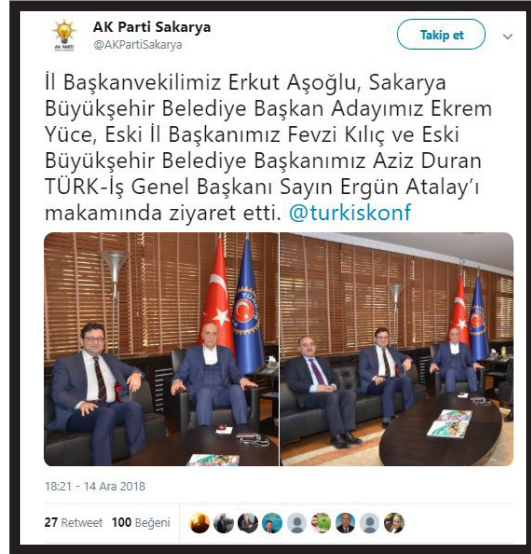 AK Parti Sakarya
@AKPartiSakarya
Takip et
İl Başkanvekilimiz Erkut Aşoğlu, Sakarya
Büyükşehir Belediye Başkan Adayımız Ekrem
Yüce, Eski İl Başkanımız Fevzi Kılıç ve Eski
Büyükşehir Belediye Başkanımız Aziz Duran
TÜRK-İş Genel Başkanı Sayın Ergün Atalay'ı
makamında ziyaret etti. @turkiskonf
18:21 - 14 Ara 2018
27 Retweet 100 Beğeni